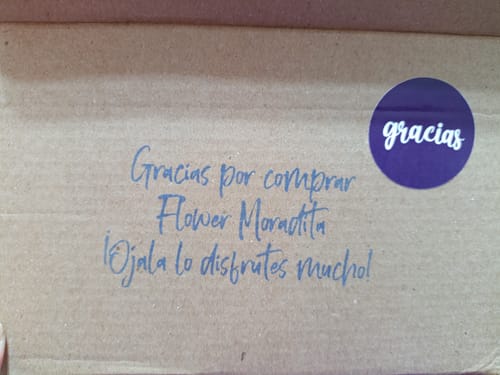 gracias
Gracias por comprar
Flower Moradita
¡Ojala lo disfrutes mucho!